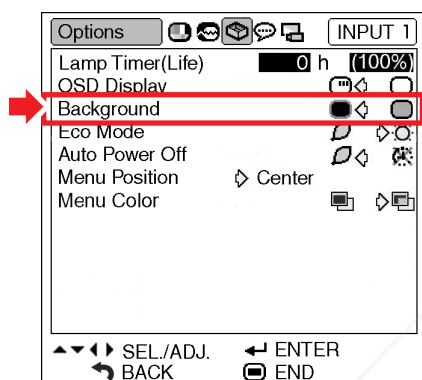 Options INPUT 1
Lamp Timer(Life) 0 h (100%)
OSD Display
Background
Eco Mode
Auto Power Off
Menu Position Center
Menu Color
SEL./ADJ. ENTER
BACK END